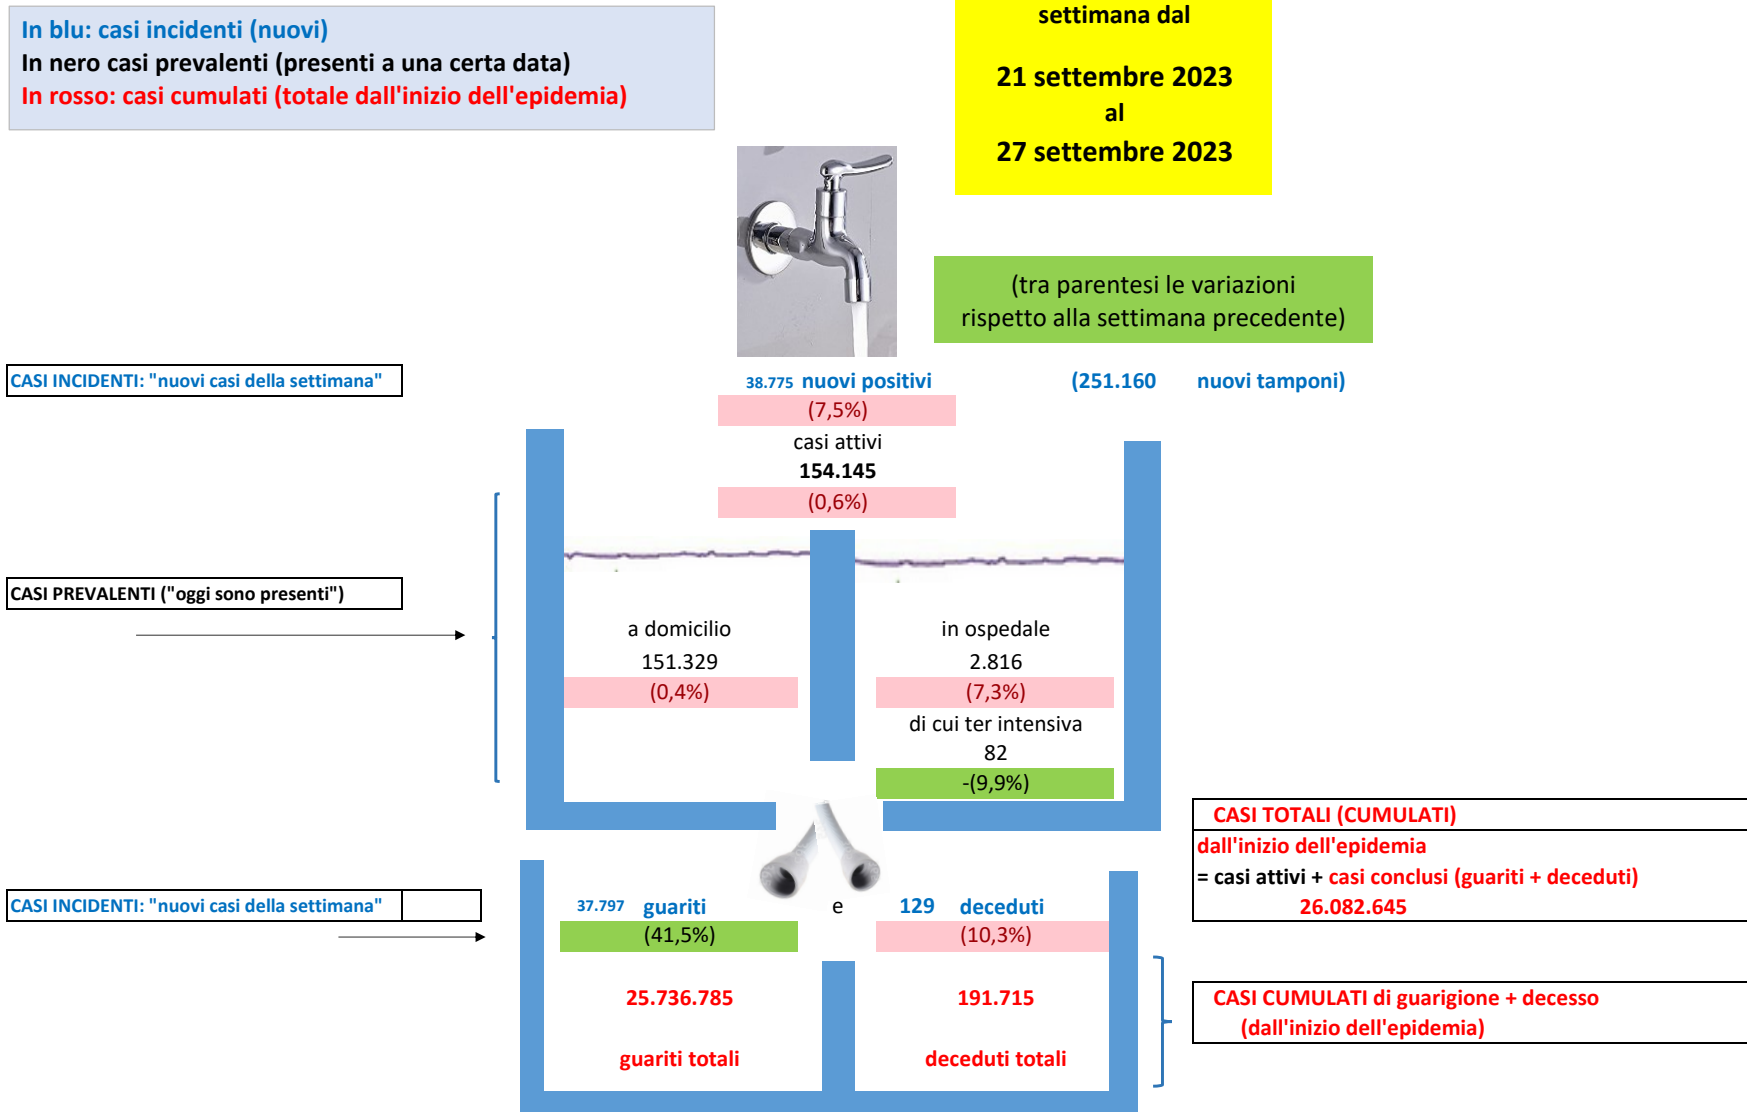 In blu: casi incidenti (nuovi)
In nero casi prevalenti (presenti a una certa data)
In rosso: casi cumulati (totale dall'inizio dell'epidemia)
settimana dal
21 settembre 2023
al
27 settembre 2023
(tra parentesi le variazioni
rispetto alla settimana precedente)
CASI INCIDENTI: "nuovi casi della settimana"
38.775 nuovi positivi
(251.160 nuovi tamponi)
(7,5%)
casi attivi
154.145
(0,6%)
CASI PREVALENTI ("oggi sono presenti")
a domicilio
151.329
(0,4%)
in ospedale
2.816
(7,3%)
di cui ter intensiva
82
-(9,9%)
CASI TOTALI (CUMULATI)
dall'inizio dell'epidemia
= casi attivi + casi conclusi (guariti + deceduti)
26.082.645
CASI INCIDENTI: "nuovi casi della settimana"
37.797 guariti
e
129 deceduti
(41,5%)
(10,3%)
25.736.785
191.715
guariti totali
deceduti totali
CASI CUMULATI di guarigione + decesso
(dall'inizio dell'epidemia)